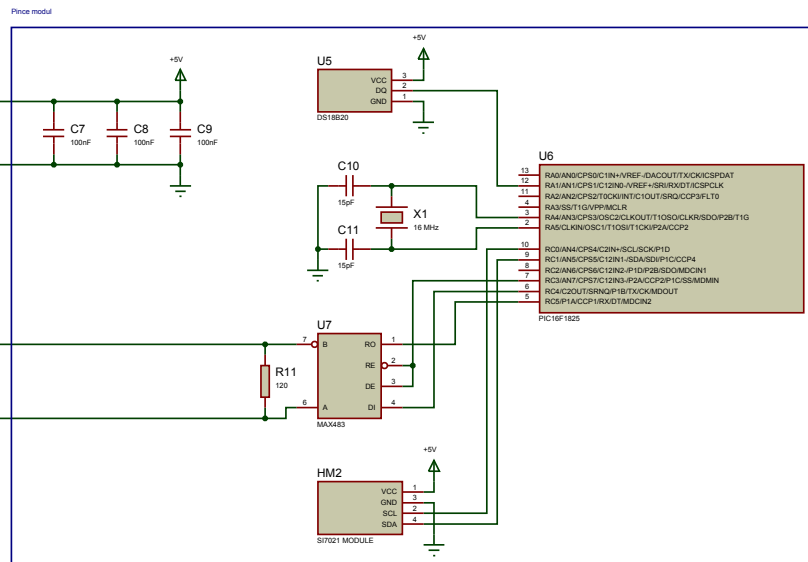 Pince modul
+5V
C7
100nF
C8
100nF
C9
100nF
U5
+5V
VCC 3
DQ 2
GND 1
DS18B20
C10
15pF
X1
16 MHz
C11
15pF
U6
13 RA0/AN0/CPS0/C1IN+/VREF-/DACOUT/TX/CK/ICSPDAT
12 RA1/AN1/CPS1/C12IN0-/VREF+/SRI/RX/DT/ICSPCLK
11 RA2/AN2/CPS2/T0CKI/INT/C1OUT/SRQ/CCP3/FLT0
4 RA3/SS/T1G/VPP/MCLR
3 RA4/AN3/CPS3/OSC2/CLKOUT/T1OSO/CLKR/SDO/P2B/T1G
2 RA5/CLKIN/OSC1/T1OSI/T1CKI/P2A/CCP2
10 RC0/AN4/CPS4/C2IN+/SCL/SCK/P1D
9 RC1/AN5/CPS5/C12IN1-/SDA/SDI/P1C/CCP4
8 RC2/AN6/CPS6/C12IN2-/P1D/P2B/SDO/MDCIN1
7 RC3/AN7/CPS7/C12IN3-/P2A/CCP2/P1C/SS/MDMIN
6 RC4/C2OUT/SRNQ/P1B/TX/CK/MDOUT
5 RC5/P1A/CCP1/RX/DT/MDCIN2
PIC16F1825
U7
7 B RO 1
RE 2
DE 3
6 A DI 4
MAX483
R11
120
HM2
+5V
VCC 1
GND 3
SCL 2
SDA 4
SI7021 MODULE